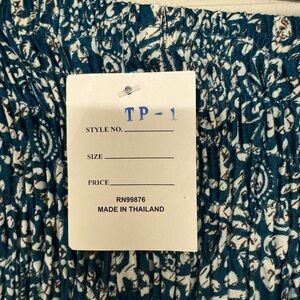 TP-1
STYLE NO.
SIZE
PRICE
RN99876
MADE IN THAILAND